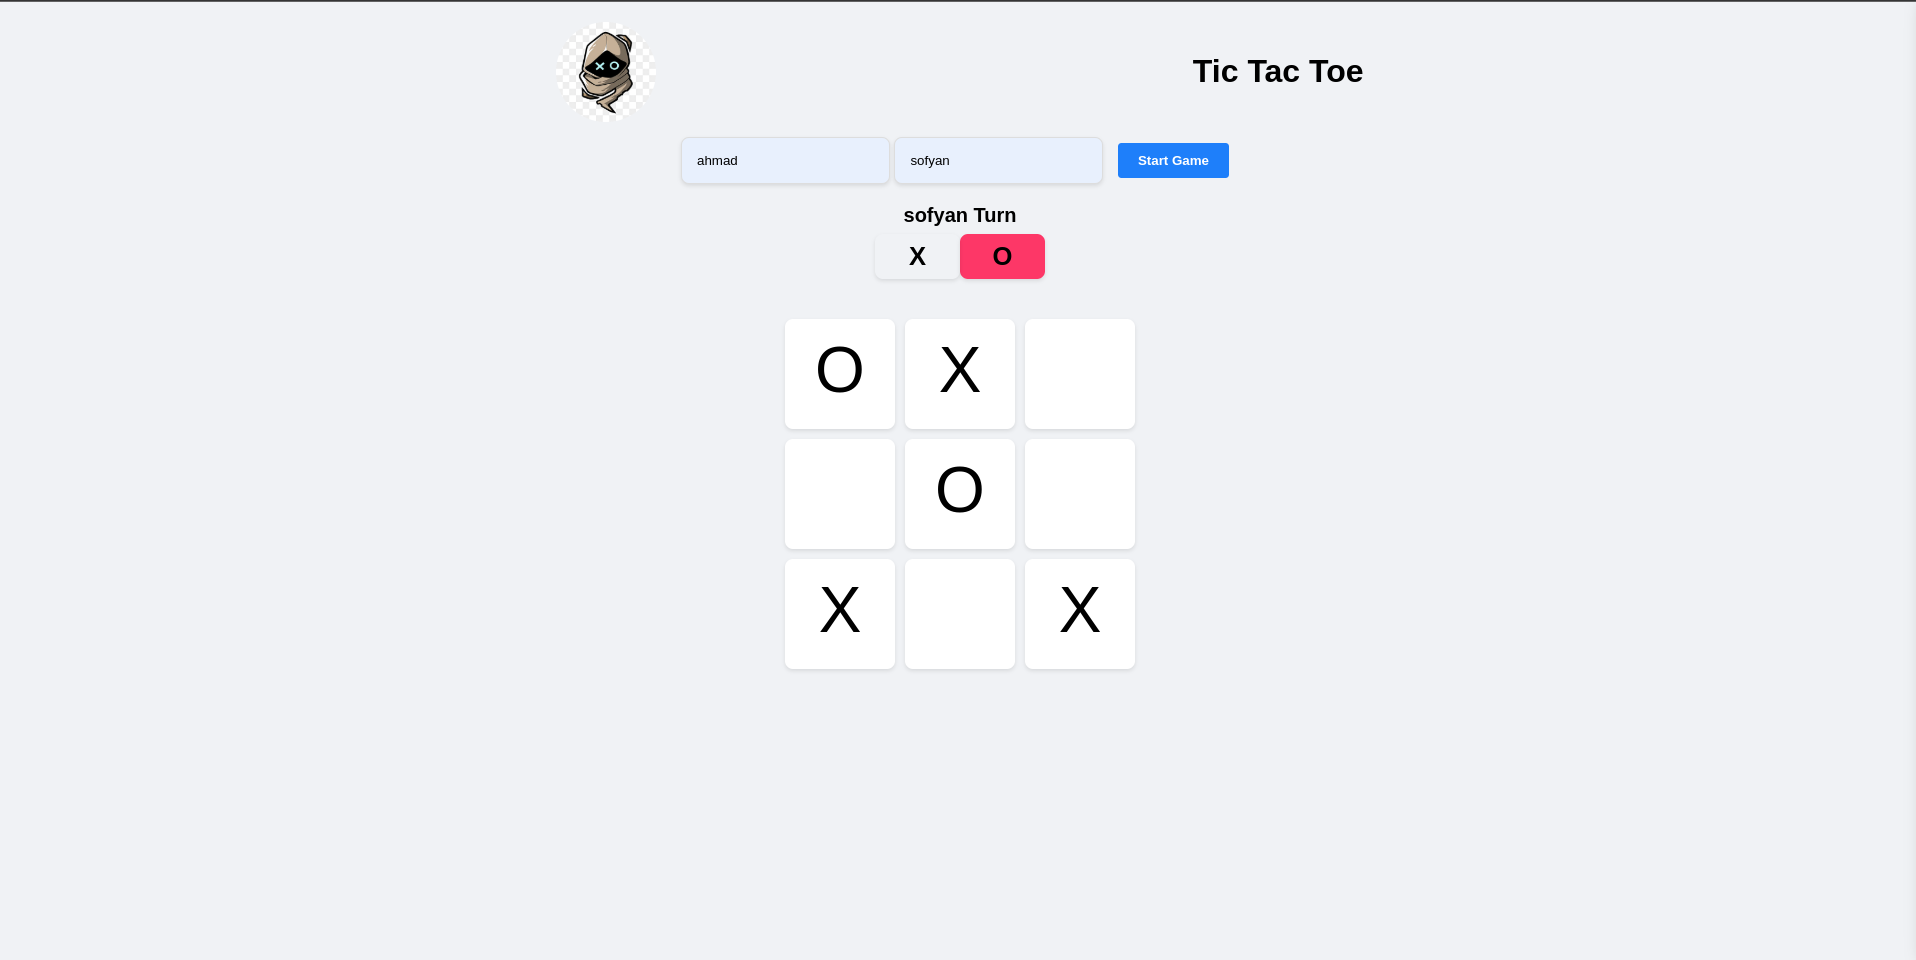 Tic Tac Toe
ahmad sofyan Start Game
sofyan Turn
X O
O X
O
X X